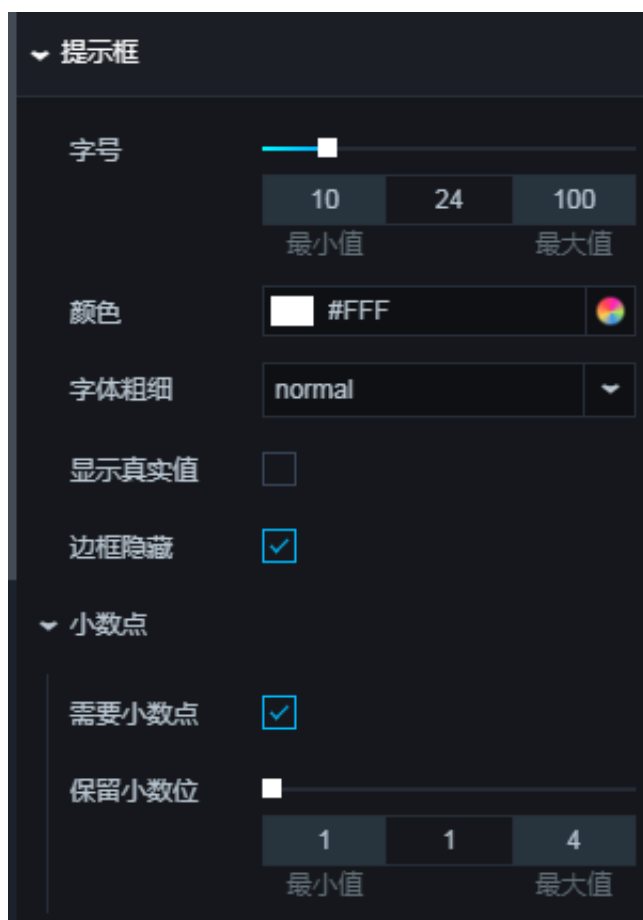 提示框
字号
10 24 100
最小值 最大值
颜色 #FFF
字体粗细 normal
显示真实值
边框隐藏
小数点
需要小数点
保留小数位
1 1 4
最小值 最大值